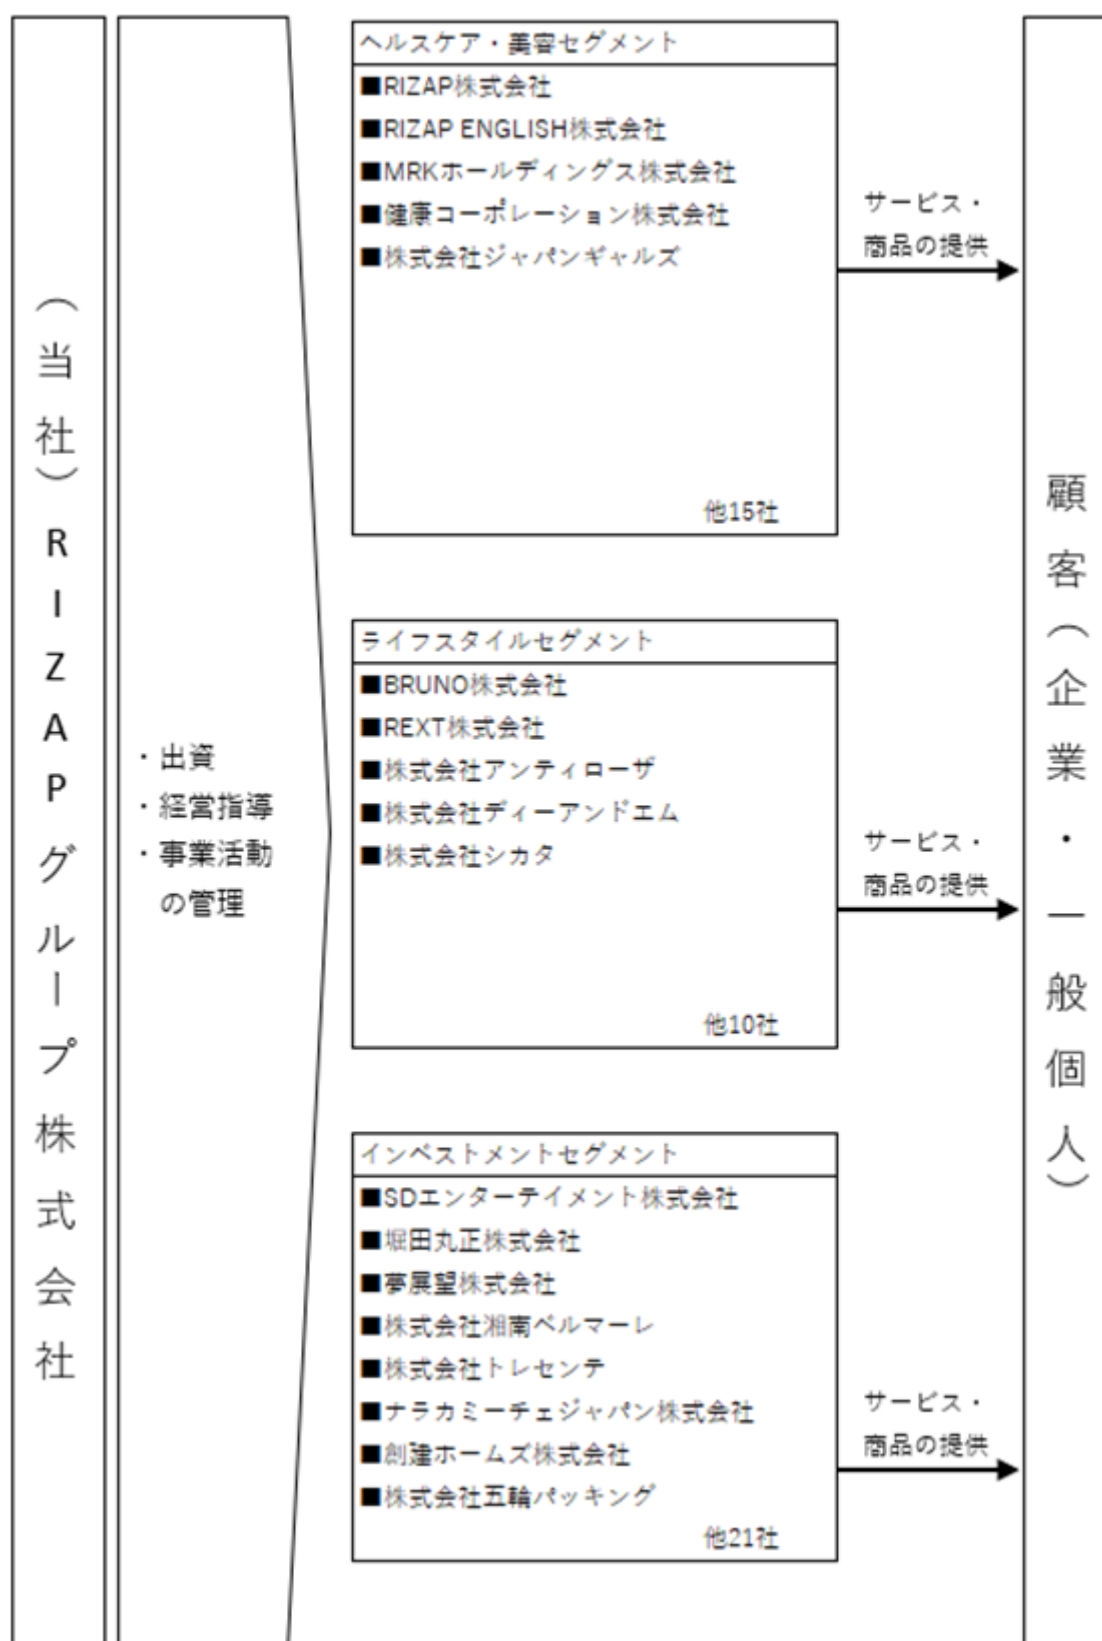 （当社）RIZAPグループ株式会社
・出資
・経営指導
・事業活動
の管理
ヘルスケア・美容セグメント
■RIZAP株式会社
■RIZAP ENGLISH株式会社
■MRKホールディングス株式会社
■健康コーポレーション株式会社
■株式会社ジャパンギャルズ
他15社
サービス・
商品の提供
ライフスタイルセグメント
■BRUNO株式会社
■REXT株式会社
■株式会社アンティローザ
■株式会社ディーアンドエム
■株式会社シカタ
他10社
サービス・
商品の提供
インベストメントセグメント
■SDエンターテイメント株式会社
■堀田丸正株式会社
■夢展望株式会社
■株式会社湘南ベルマーレ
■株式会社トレセンテ
■ナラカミーチェジャパン株式会社
■創建ホームズ株式会社
■株式会社五輪パッキング
他21社
サービス・
商品の提供
顧客（企業・一般個人）